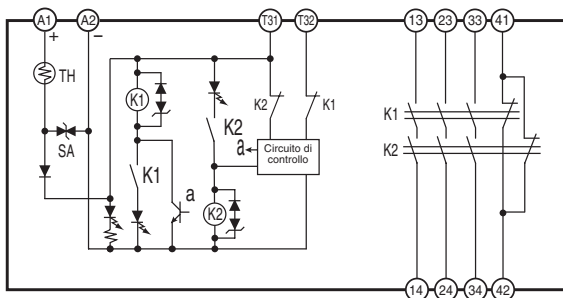 A1 A2 T31 T32 13 23 33 41
+ −
TH
K1
K2 K1
K2
K1
SA
Circuito di
controllo
a
K2
K1 a
K2
14 24 34 42